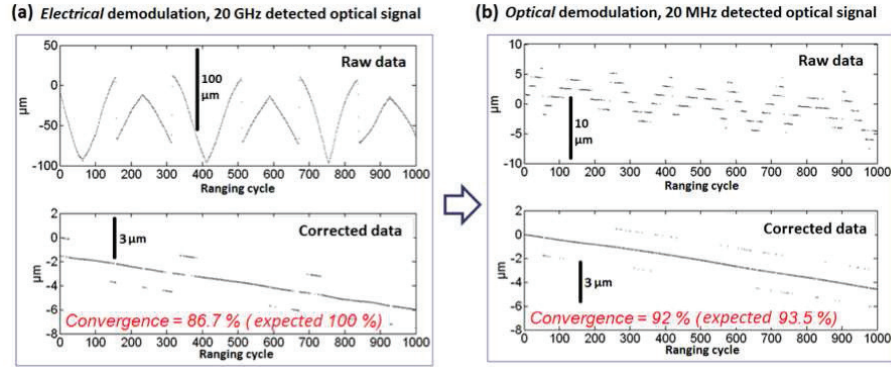 (a) Electrical demodulation, 20 GHz detected optical signal
50
0
-50
-100
µm
Raw data
100
µm
0 100 200 300 400 500 600 700 800 900 1000
Ranging cycle
2
0
-2
-4
-6
-8
µm
Corrected data
3 µm
Convergence = 86.7 % (expected 100 %)
0 100 200 300 400 500 600 700 800 900 1000
Ranging cycle
(b) Optical demodulation, 20 MHz detected optical signal
10
5
0
-5
-10
µm
Raw data
10
µm
0 100 200 300 400 500 600 700 800 900 1000
Ranging cycle
2
0
-2
-4
-6
-8
µm
Corrected data
3 µm
Convergence = 92 % (expected 93.5 %)
0 100 200 300 400 500 600 700 800 900 1000
Ranging cycle